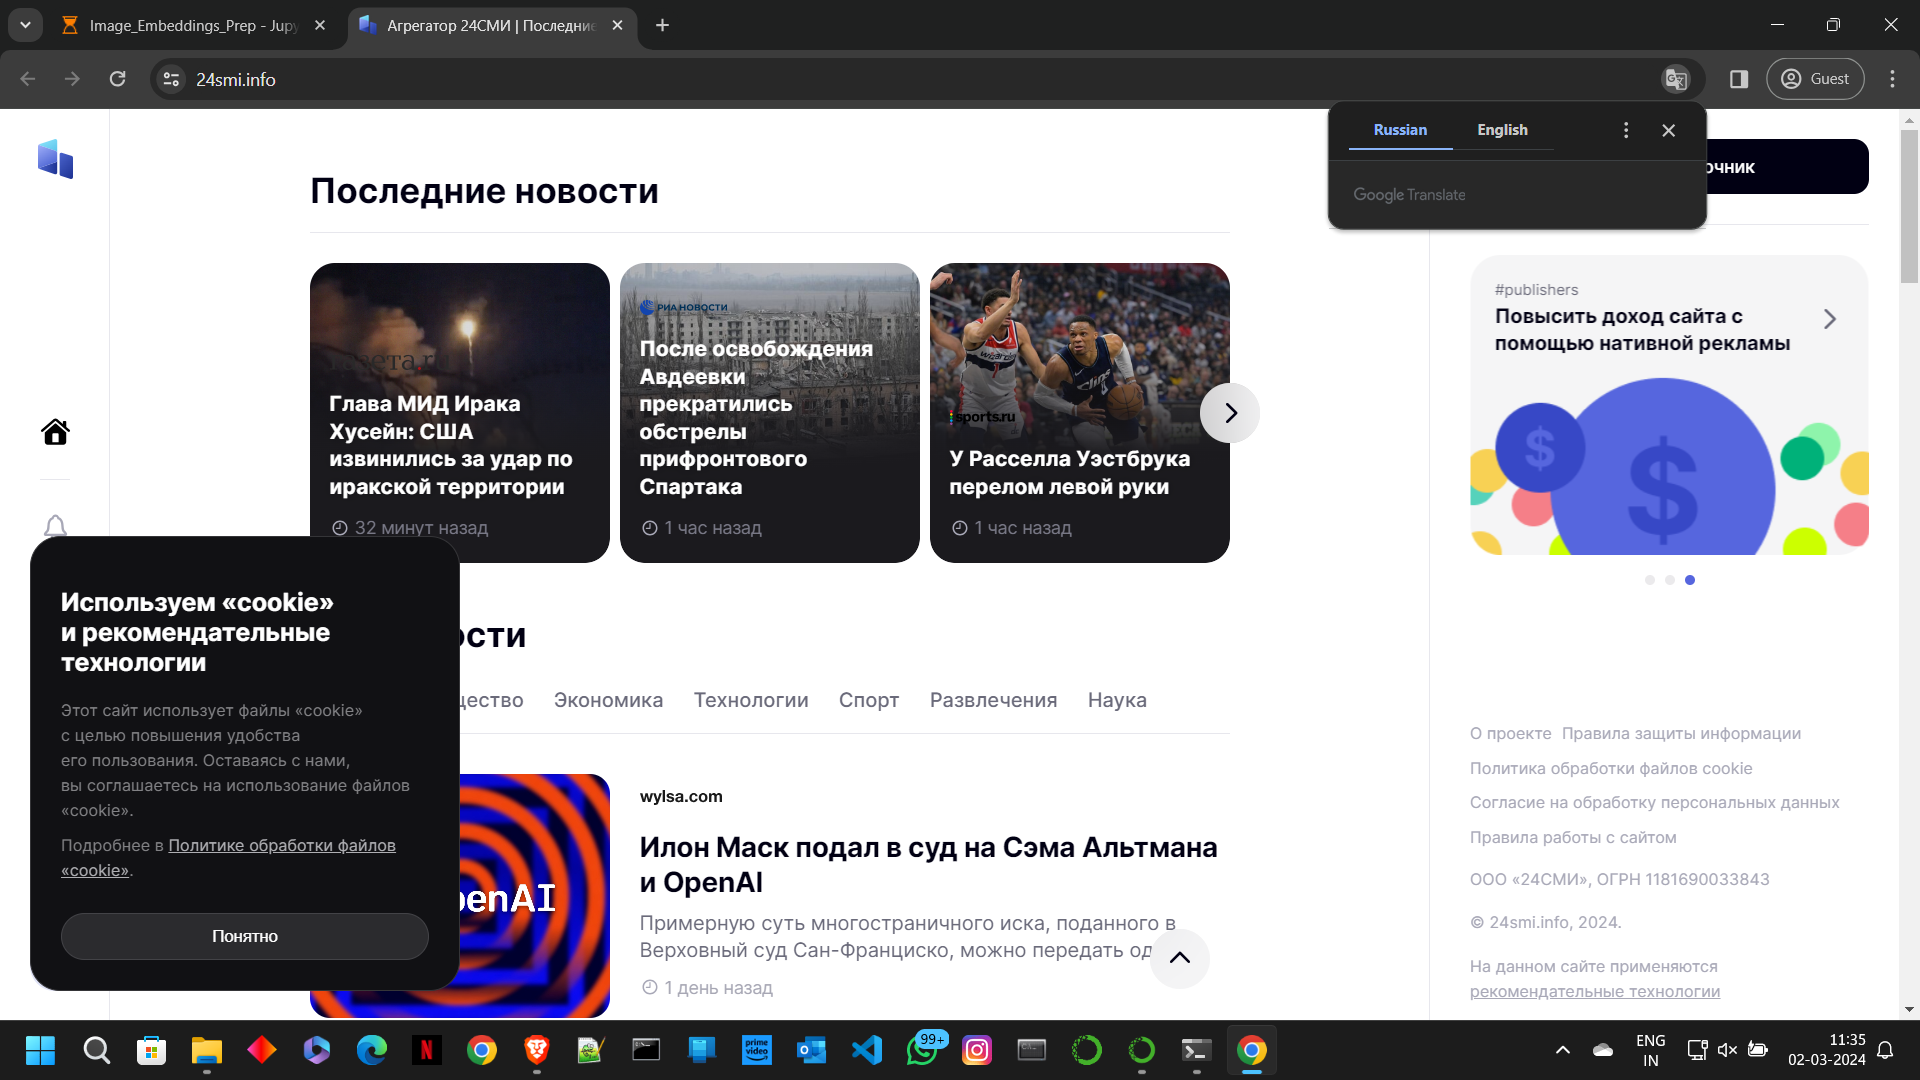 Image_Embeddings_Prep - Jupy
Агрегатор 24СМИ | Последние
24smi.info
Guest
Russian
English
Google Translate
очник
Последние новости
Глава МИД Ирака
Хусейн: США
извинились за удар по
иракской территории
32 минут назад
РИА НОВОСТИ
После освобождения
Авдеевки
прекратились
обстрелы
прифронтового
Спартака
1 час назад
sports.ru
У Расселла Уэстбрука
перелом левой руки
1 час назад
#publishers
Повысить доход сайта с
помощью нативной рекламы
$
$
Используем «cookie»
и рекомендательные
технологии
Этот сайт использует файлы «cookie»
с целью повышения удобства
его пользования. Оставаясь с нами,
вы соглашаетесь на использование файлов
«cookie».
Подробнее в Политике обработки файлов
«cookie».
Понятно
ости
щество Экономика Технологии Спорт Развлечения Наука
penAI
wylsa.com
Илон Маск подал в суд на Сэма Альтмана
и OpenAI
Примерную суть многостраничного иска, поданного в
Верховный суд Сан-Франциско, можно передать од
1 день назад
О проекте Правила защиты информации
Политика обработки файлов cookie
Согласие на обработку персональных данных
Правила работы с сайтом
ООО «24СМИ», ОГРН 1181690033843
© 24smi.info, 2024.
На данном сайте применяются
рекомендательные технологии
prime
video
99+
ENG
IN
11:35
02-03-2024